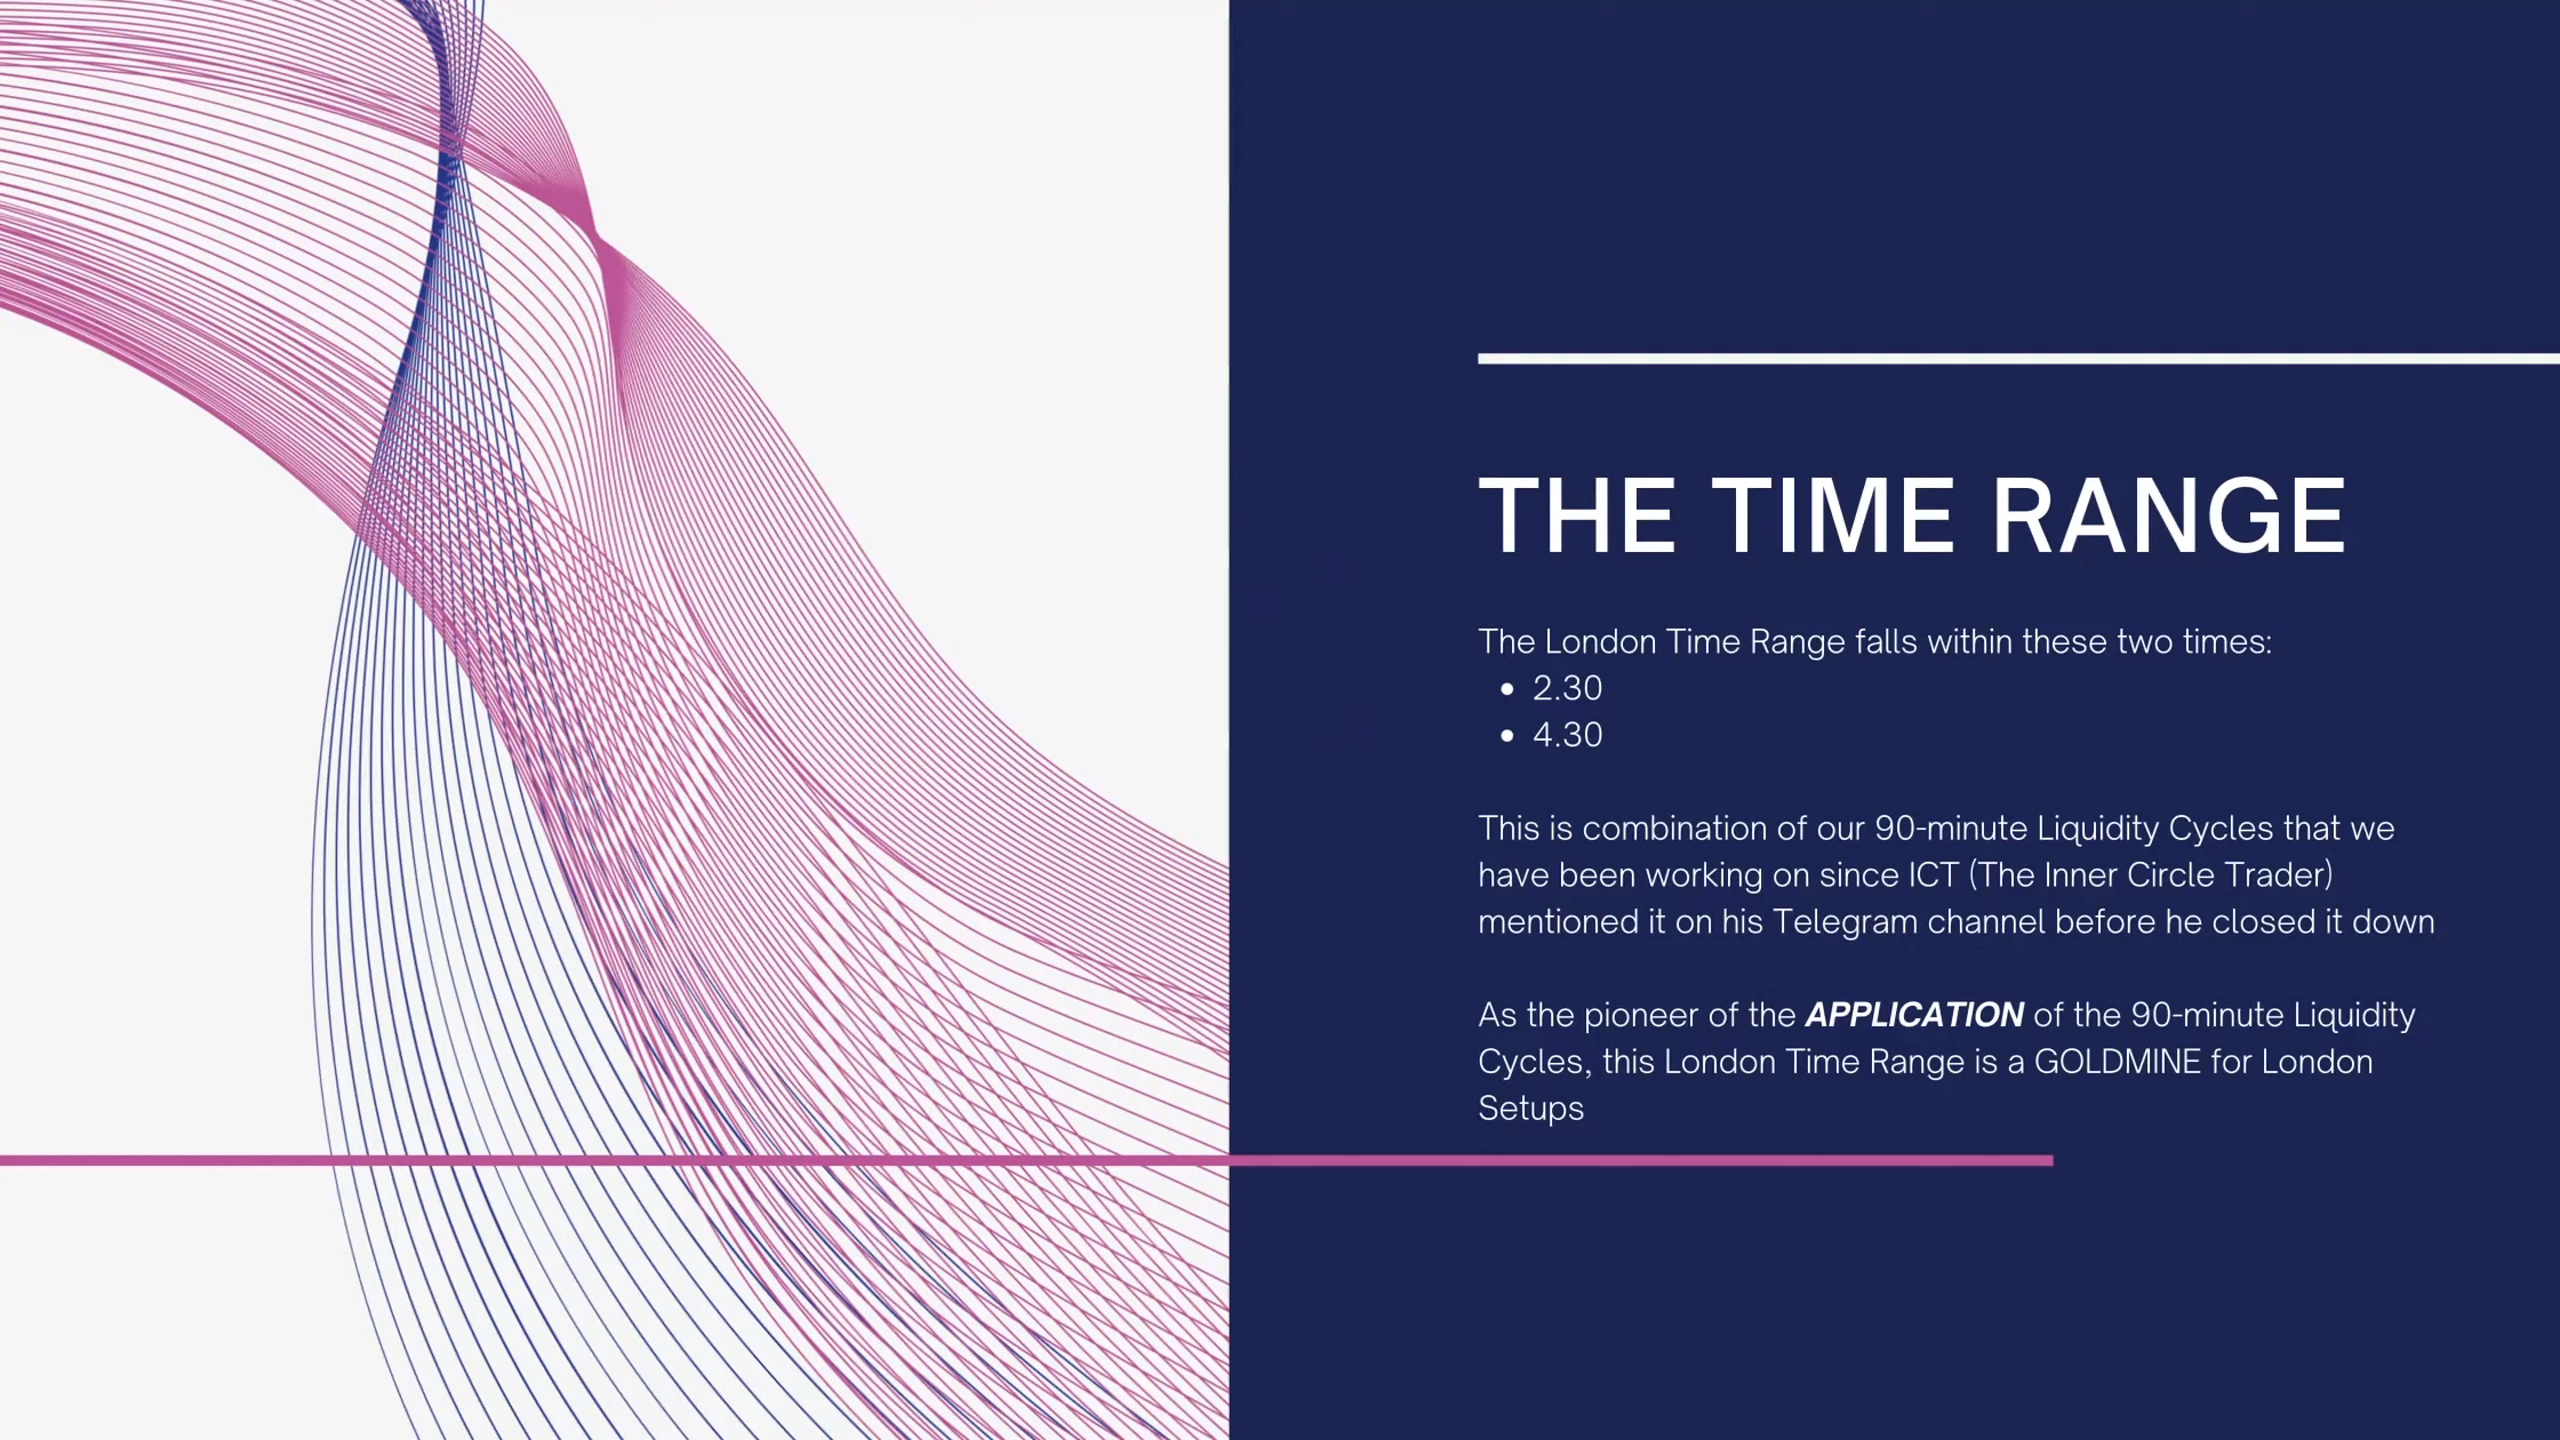 THE TIME RANGE
The London Time Range falls within these two times:
• 2.30
• 4.30
This is combination of our 90-minute Liquidity Cycles that we
have been working on since ICT (The Inner Circle Trader)
mentioned it on his Telegram channel before he closed it down
As the pioneer of the APPLICATION of the 90-minute Liquidity
Cycles, this London Time Range is a GOLDMINE for London
Setups